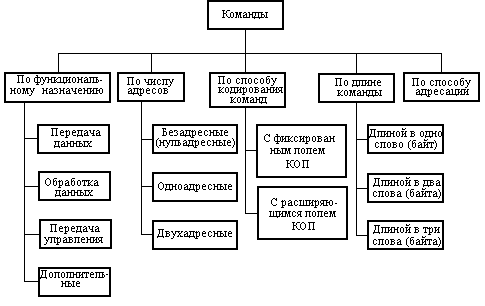 Команды
По функциональ-
ному назначению
По числу
адресов
По способу
кодирования
команд
По длине
команды
По способу
адресации
Передача
данных
Обработка
данных
Передача
управления
Дополнитель-
ные
Безадресные
(нульадресные)
Одноадресные
Двухадресные
С фиксирован
ным полем
КОП
С расширяю-
щимся полем
КОП
Длиной в одно
слово (байт)
Длиной в два
слова (байта)
Длиной в три
слова (байта)